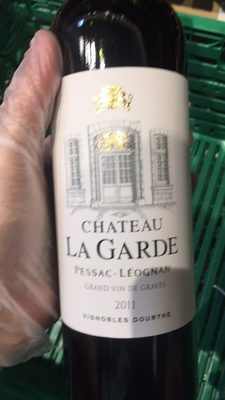 CHATEAU
LA GARDE
PESSAC-LÉOGNAN
GRAND VIN DE GRAVES
2011
VIGNOBLES DOURTHE